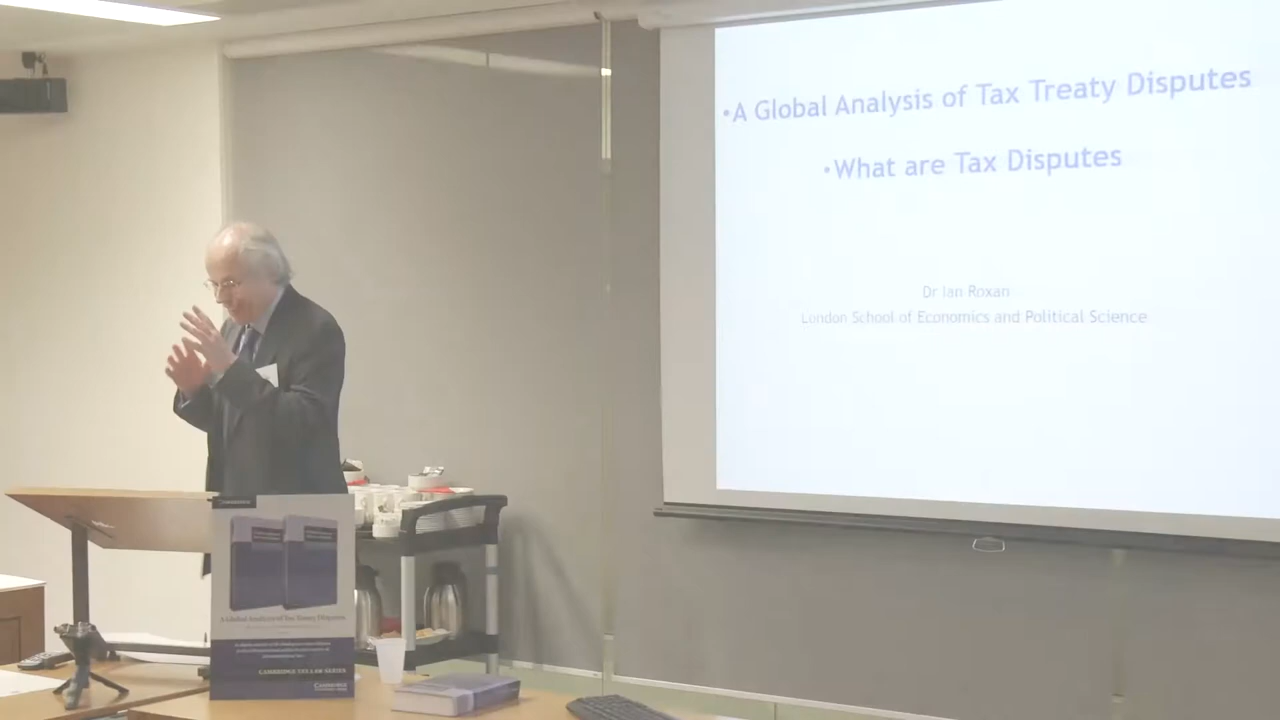 •A Global Analysis of Tax Treaty Disputes
•What are Tax Disputes
Dr Ian Roxan
London School of Economics and Political Science
A Global Analysis of Tax Treaty Disputes
CAMBRIDGE TAX LAW SERIES
CAMBRIDGE